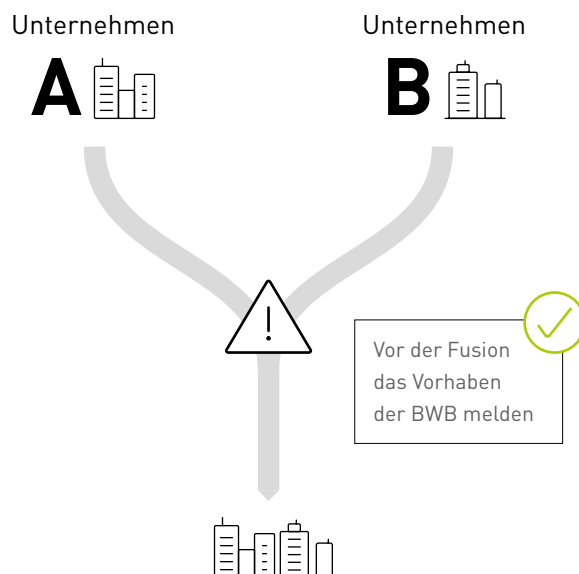 Unternehmen
Unternehmen
A
B
!
Vor der Fusion
das Vorhaben
der BWB melden